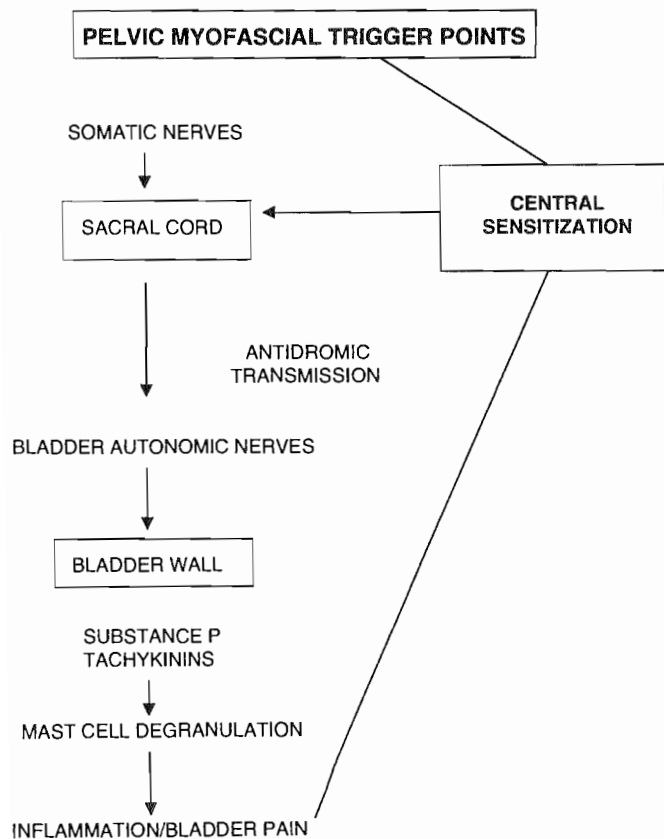 PELVIC MYOFASCIAL TRIGGER POINTS
SOMATIC NERVES
SACRAL CORD
CENTRAL
SENSITIZATION
ANTIDROMIC
TRANSMISSION
BLADDER AUTONOMIC NERVES
BLADDER WALL
SUBSTANCE P
TACHYKININS
MAST CELL DEGRANULATION
INFLAMMATION/BLADDER PAIN